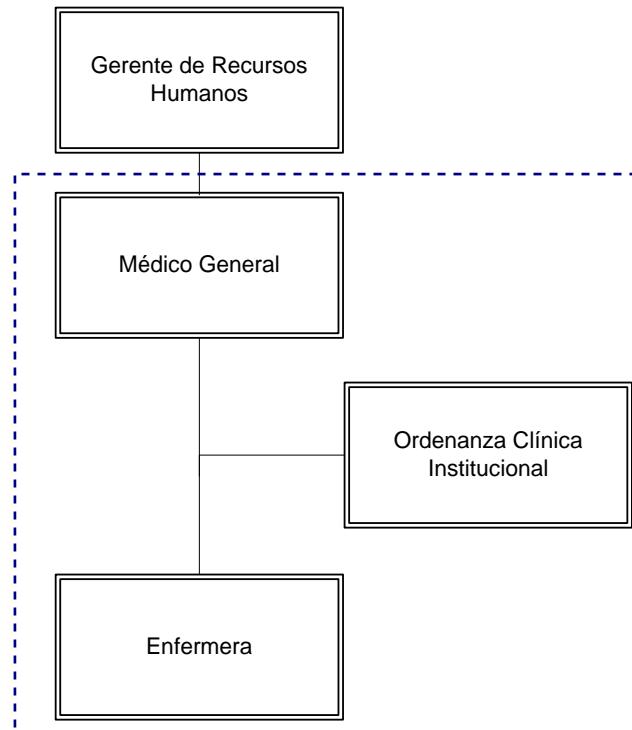 Gerente de Recursos
Humanos
Médico General
Ordenanza Clínica
Institucional
Enfermera